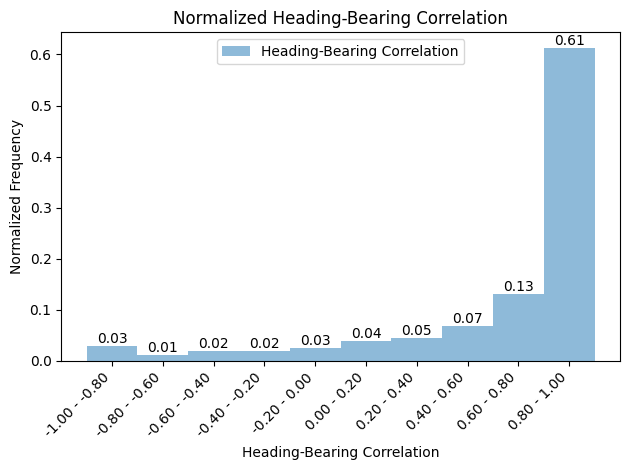 Normalized Heading-Bearing Correlation
Heading-Bearing Correlation
Normalized Frequency
0.6
0.5
0.4
0.3
0.2
0.1
0.0
0.03
0.01
0.02
0.02
0.03
0.04
0.05
0.07
0.13
0.61
-1.00 - -0.80
-0.80 - -0.60
-0.60 - -0.40
-0.40 - -0.20
-0.20 - 0.00
0.00 - 0.20
0.20 - 0.40
0.40 - 0.60
0.60 - 0.80
0.80 - 1.00
Heading-Bearing Correlation